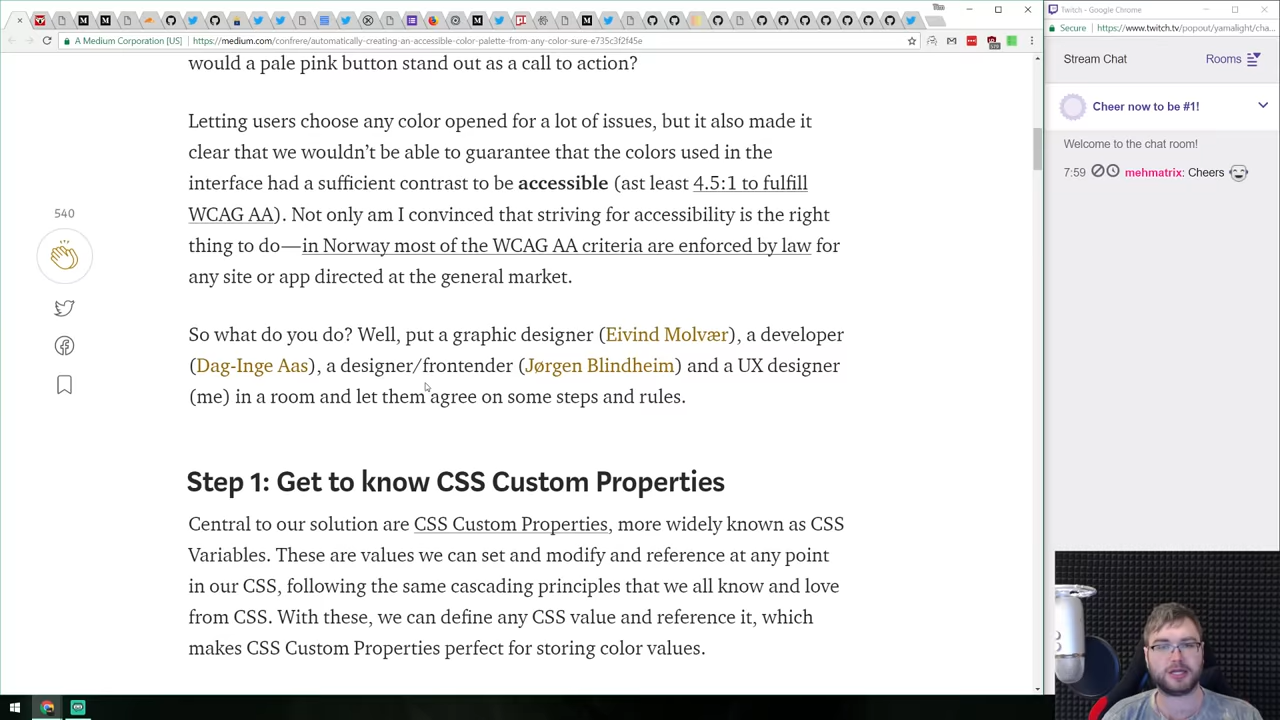 Twitch - Google Chrome
A Medium Corporation [US]
https://medium.com/confrere/automatically-creating-an-accessible-color-palette-from-any-color-sure-e735c3f2f45e
Secure
https://www.twitch.tv/popout/yamalight/cha...
would a pale pink button stand out as a call to action?
Letting users choose any color opened for a lot of issues, but it also made it
clear that we wouldn’t be able to guarantee that the colors used in the
interface had a sufficient contrast to be accessible (ast least 4.5:1 to fulfill
WCAG AA). Not only am I convinced that striving for accessibility is the right
thing to do—in Norway most of the WCAG AA criteria are enforced by law for
any site or app directed at the general market.
540
So what do you do? Well, put a graphic designer (Eivind Molvær), a developer
(Dag-Inge Aas), a designer/frontender (Jørgen Blindheim) and a UX designer
(me) in a room and let them agree on some steps and rules.
Step 1: Get to know CSS Custom Properties
Central to our solution are CSS Custom Properties, more widely known as CSS
Variables. These are values we can set and modify and reference at any point
in our CSS, following the same cascading principles that we all know and love
from CSS. With these, we can define any CSS value and reference it, which
makes CSS Custom Properties perfect for storing color values.
Stream Chat
Rooms
Cheer now to be #1!
Welcome to the chat room!
7:59 mehmatrix: Cheers